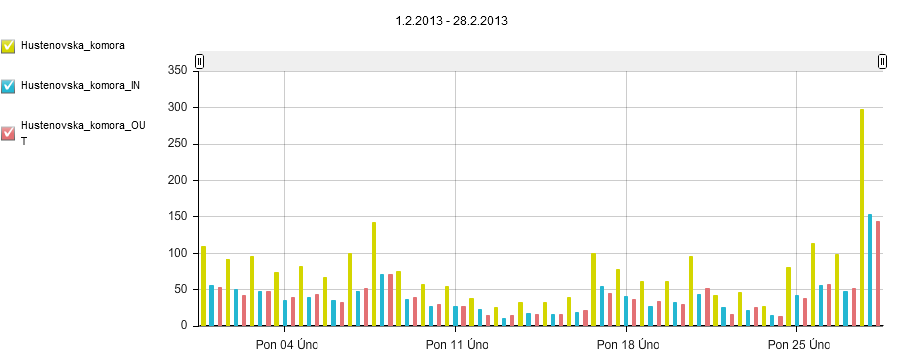 1.2.2013 - 28.2.2013
Hustenovska_komora
Hustenovska_komora_IN
Hustenovska_komora_OU
T
350
300
250
200
150
100
50
0
Pon 04 Úno
Pon 11 Úno
Pon 18 Úno
Pon 25 Úno